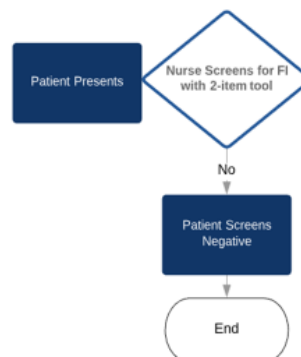 Patient Presents
Nurse Screens for FI
with 2-item tool
No
Patient Screens
Negative
End